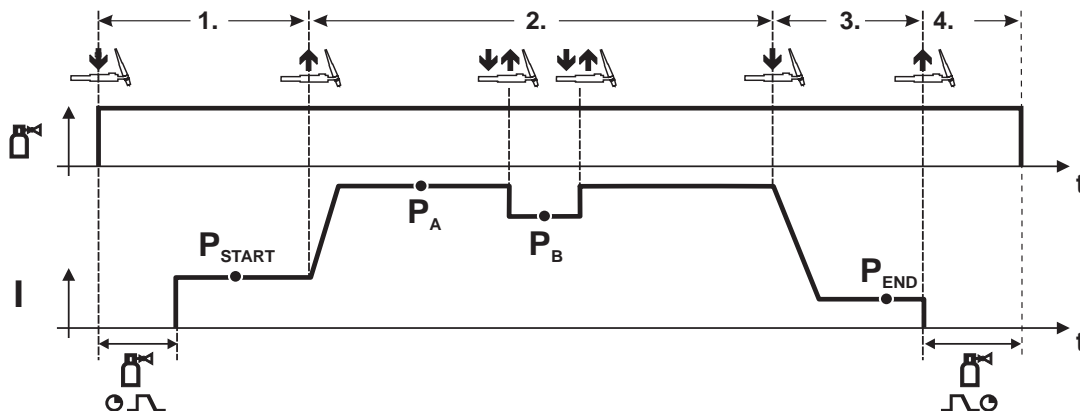 1. 2. 3. 4.
t
P_A
P_B
P_START
P_END
I
t